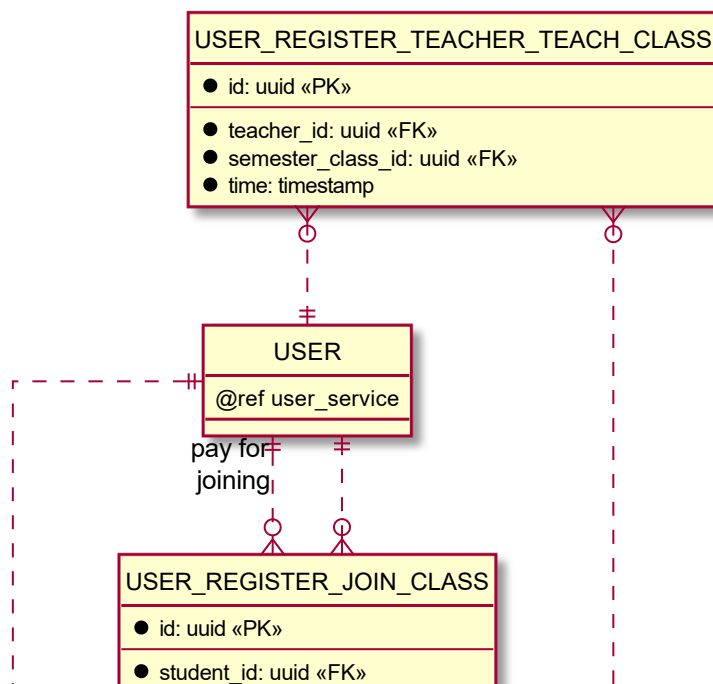 USER_REGISTER_TEACHER_TEACH_CLASS
id: uuid «PK»
teacher_id: uuid «FK»
semester_class_id: uuid «FK»
time: timestamp
USER
@ref user_service
pay for
joining
USER_REGISTER_JOIN_CLASS
id: uuid «PK»
student_id: uuid «FK»